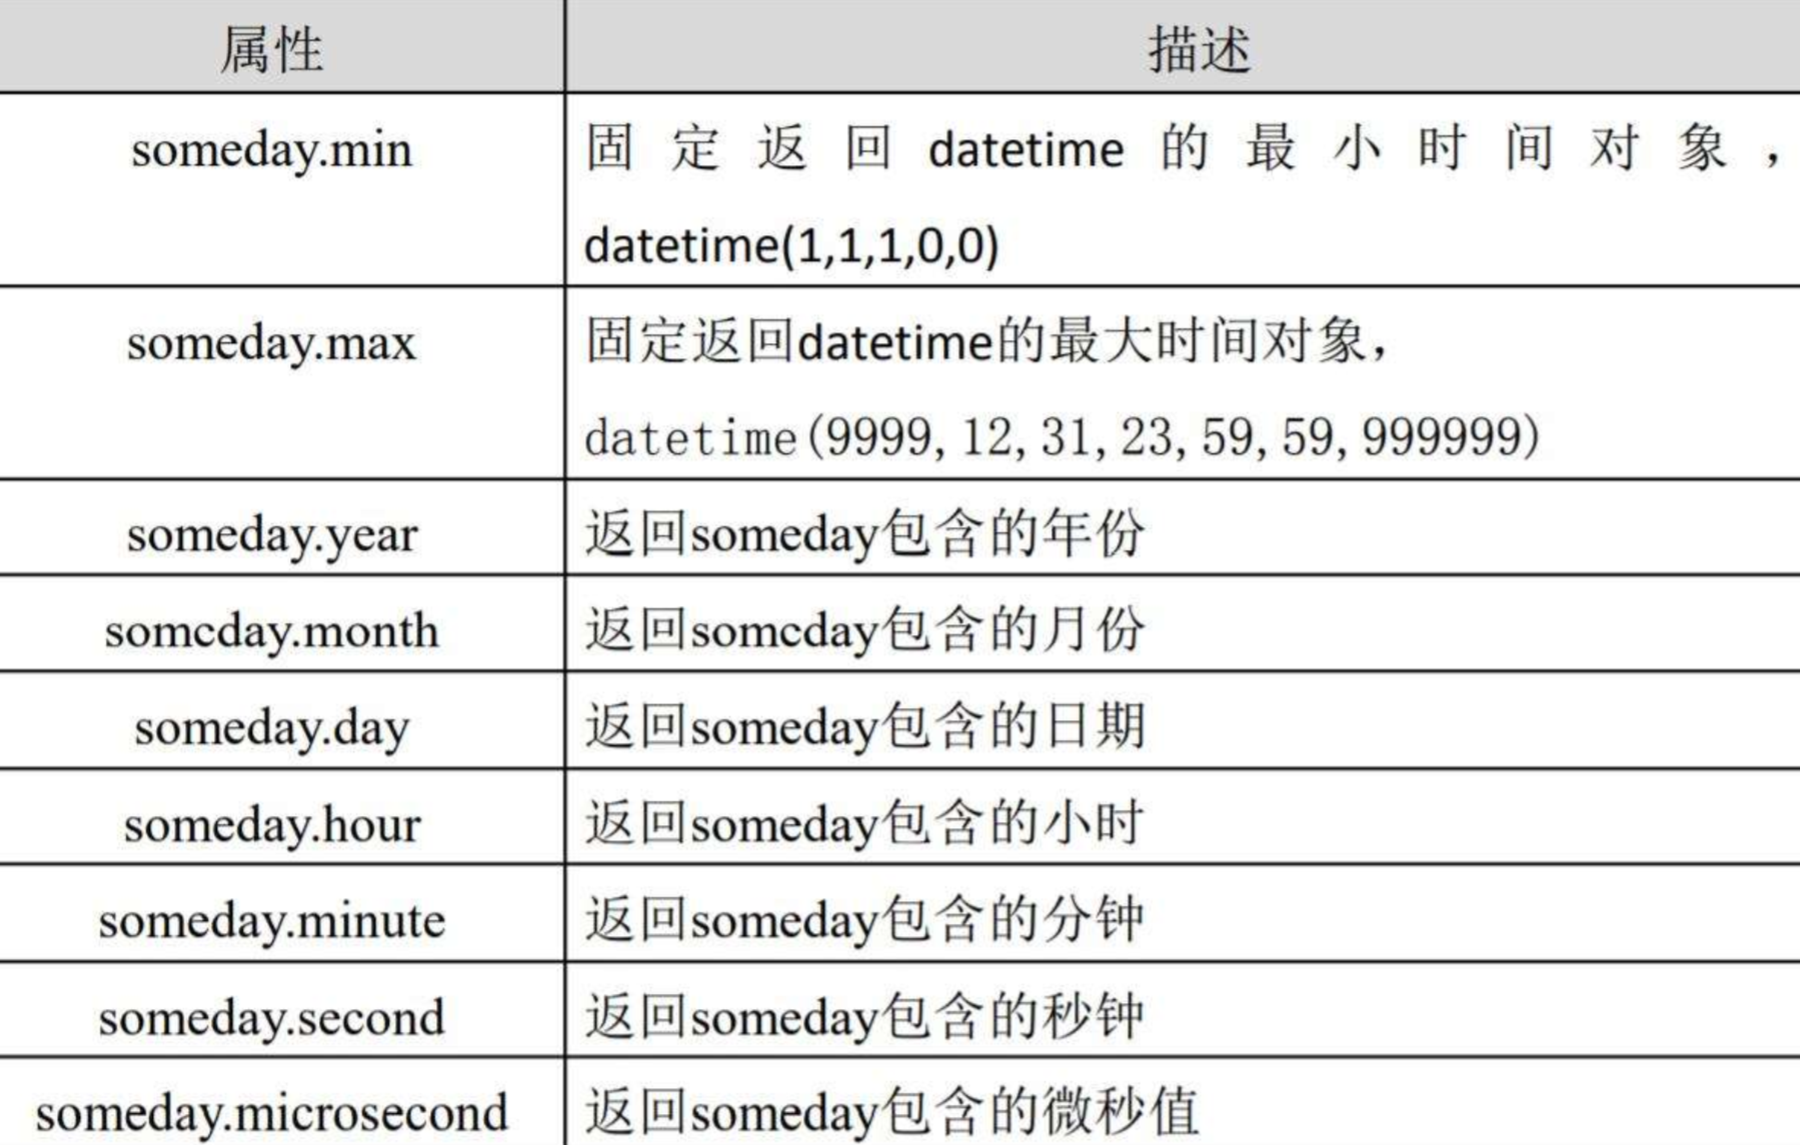 属性 描述
someday.min 固定返回 datetime 的最小时间对象，
datetime(1,1,1,0,0)
someday.max 固定返回datetime的最大时间对象，
datetime(9999,12,31,23,59,59,999999)
someday.year 返回someday包含的年份
somcday.month 返回somcday包含的月份
someday.day 返回someday包含的日期
someday.hour 返回someday包含的小时
someday.minute 返回someday包含的分钟
someday.second 返回someday包含的秒钟
someday.microsecond 返回someday包含的微秒值